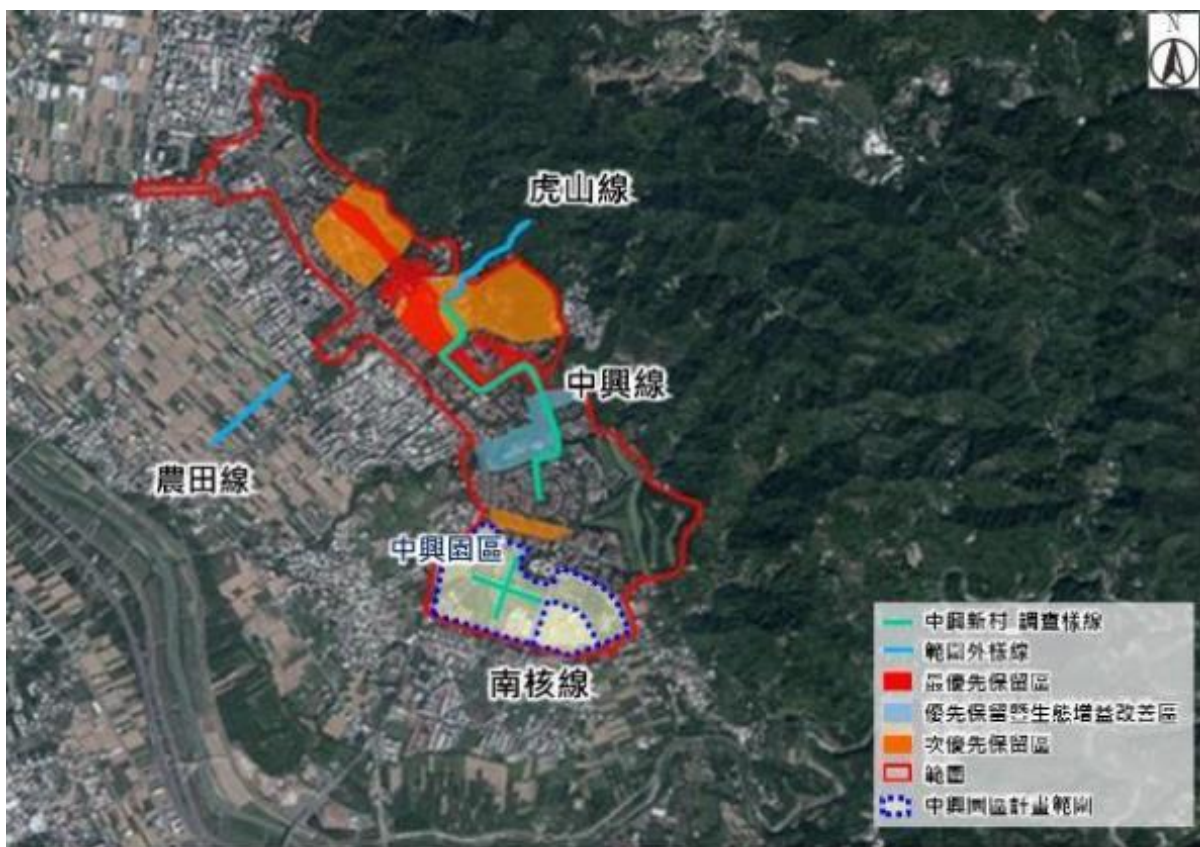 N
虎山線
中興線
農田線
中興園區
南核線
中興新村 調查樣線
範圍外樣線
最優先保留區
優先保留暨生態增益改善區
次優先保留區
範圍
中興園區計畫範圍